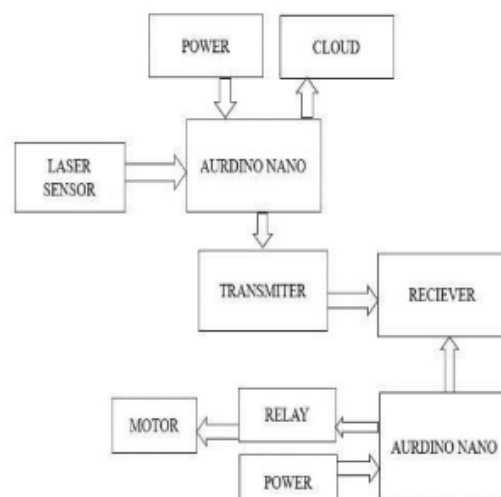 POWER
CLOUD
LASER
SENSOR
AURDINO NANO
TRANSMITER
RECIEVER
MOTOR
RELAY
AURDINO NANO
POWER